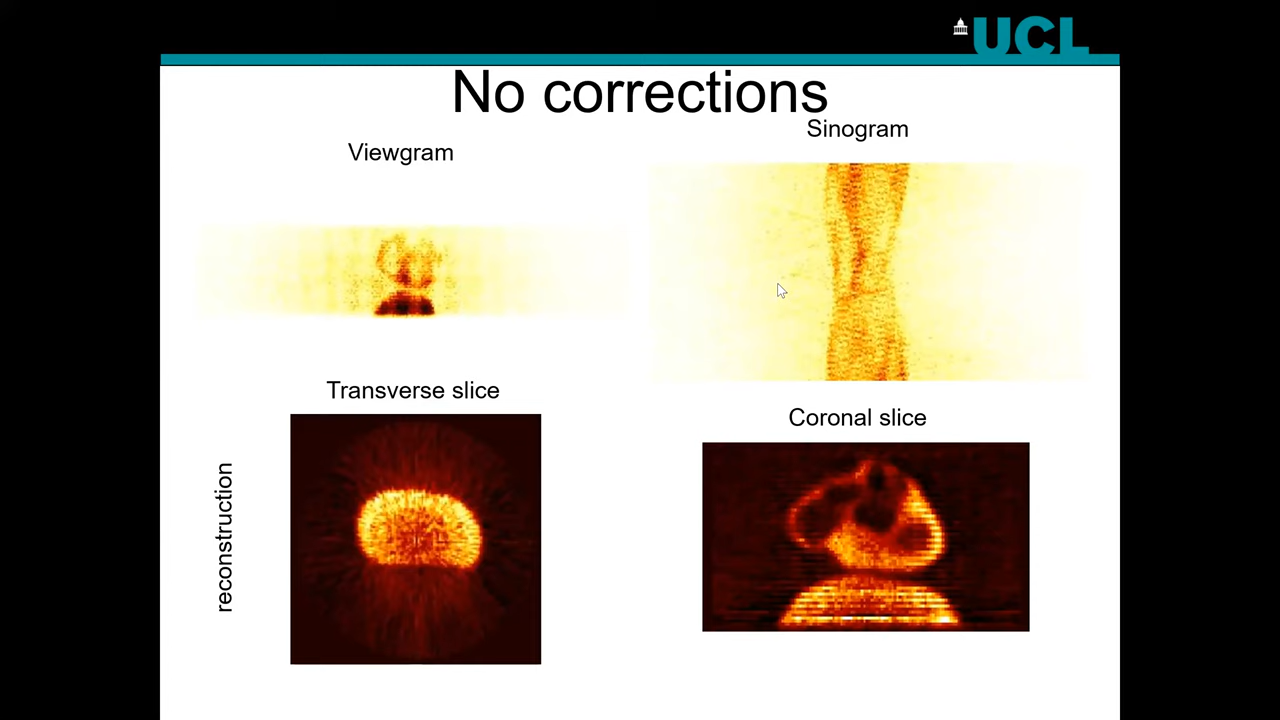 UCL
No corrections
Sinogram
Viewgram
Transverse slice
Coronal slice
reconstruction